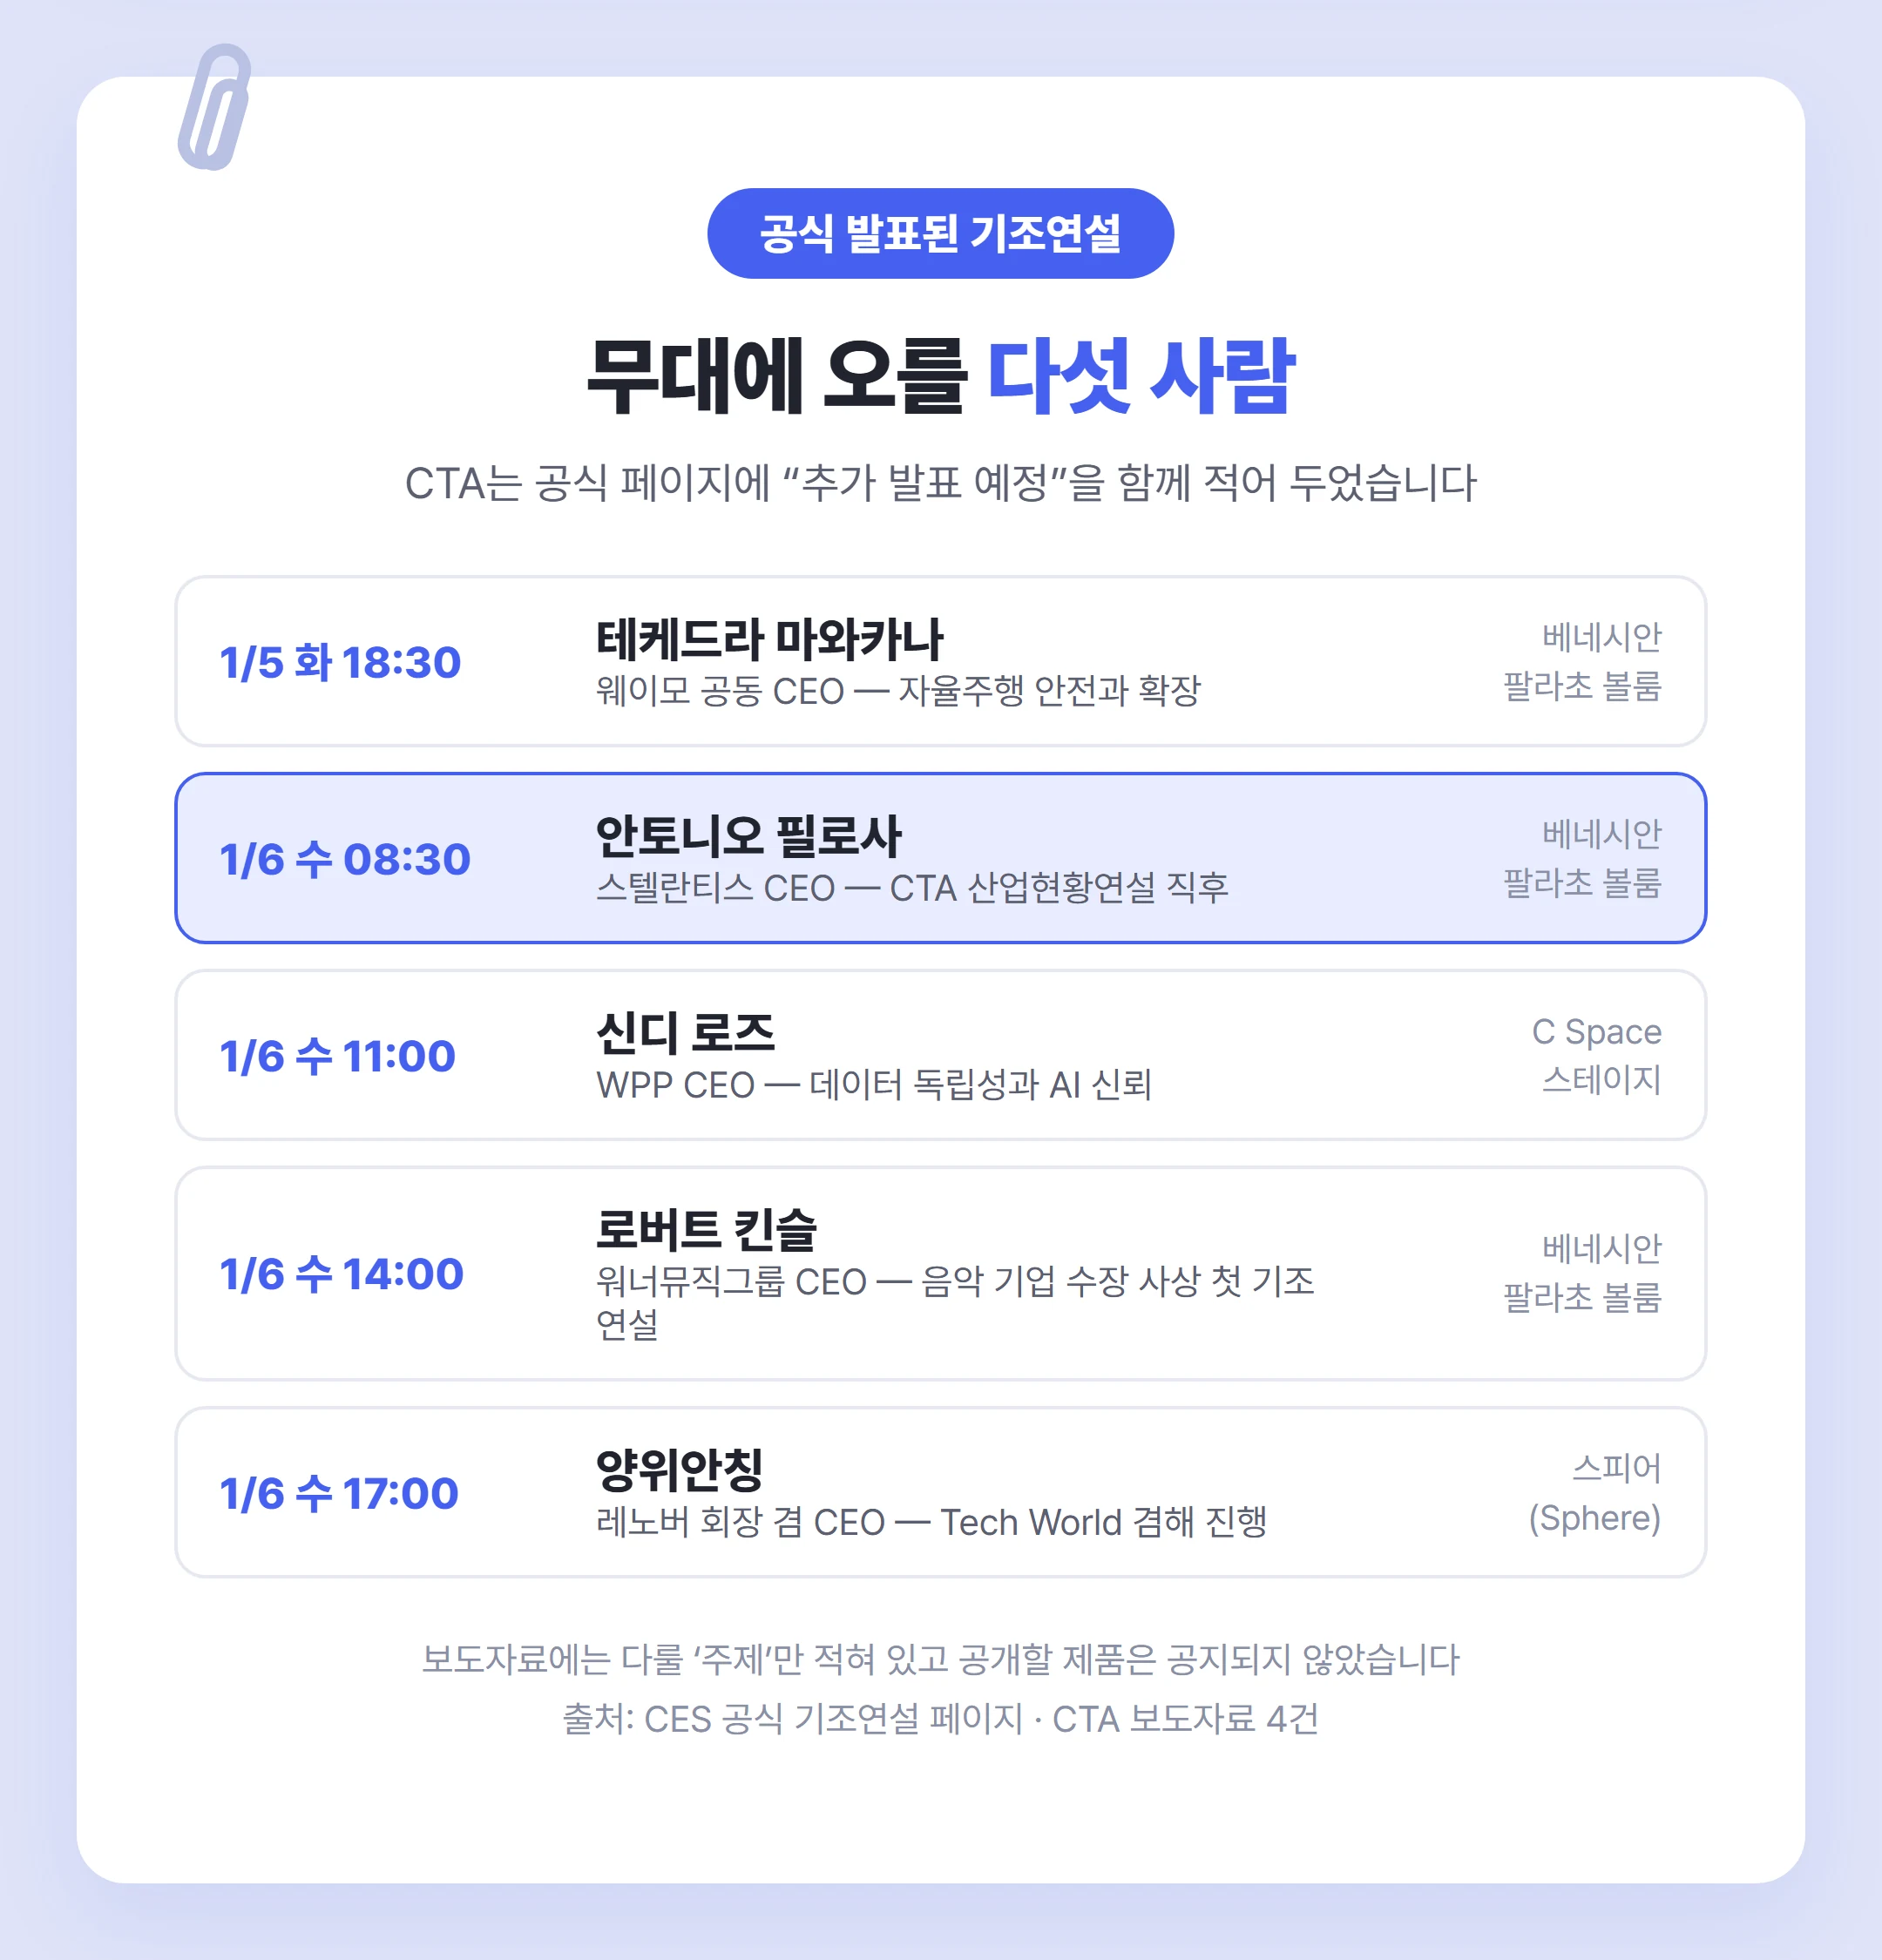 공식 발표된 기조연설
무대에 오를 다섯 사람
CTA는 공식 페이지에 “추가 발표 예정”을 함께 적어 두었습니다
1/5 화 18:30
테케드라 마와카나
웨이모 공동 CEO — 자율주행 안전과 확장
베네시안
팔라초 볼룸
1/6 수 08:30
안토니오 필로사
스텔란티스 CEO — CTA 산업현황연설 직후
베네시안
팔라초 볼룸
1/6 수 11:00
신디 로즈
WPP CEO — 데이터 독립성과 AI 신뢰
C Space
스테이지
1/6 수 14:00
로버트 킨슬
워너뮤직그룹 CEO — 음악 기업 수장 사상 첫 기조
연설
베네시안
팔라초 볼룸
1/6 수 17:00
양위안칭
레노버 회장 겸 CEO — Tech World 겸해 진행
스피어
(Sphere)
보도자료에는 다룰 ‘주제’만 적혀 있고 공개할 제품은 공지되지 않았습니다
출처: CES 공식 기조연설 페이지 · CTA 보도자료 4건